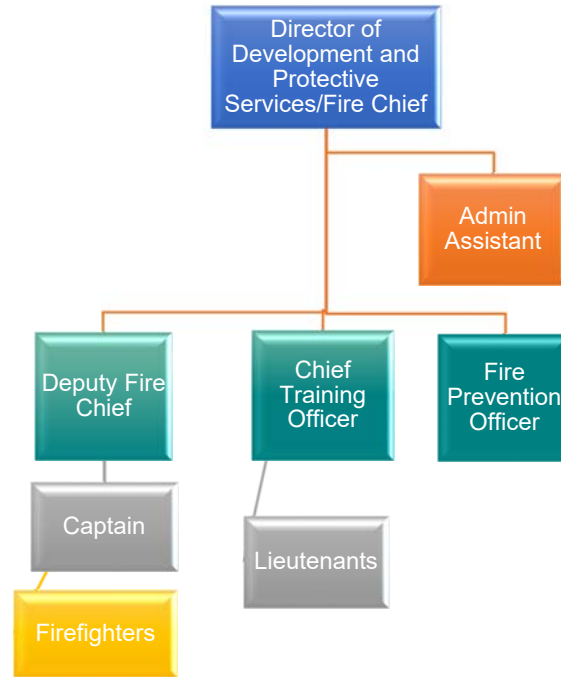 Director of
Development and
Protective
Services/Fire Chief
Admin
Assistant
Deputy Fire
Chief
Chief
Training
Officer
Fire
Prevention
Officer
Captain
Lieutenants
Firefighters